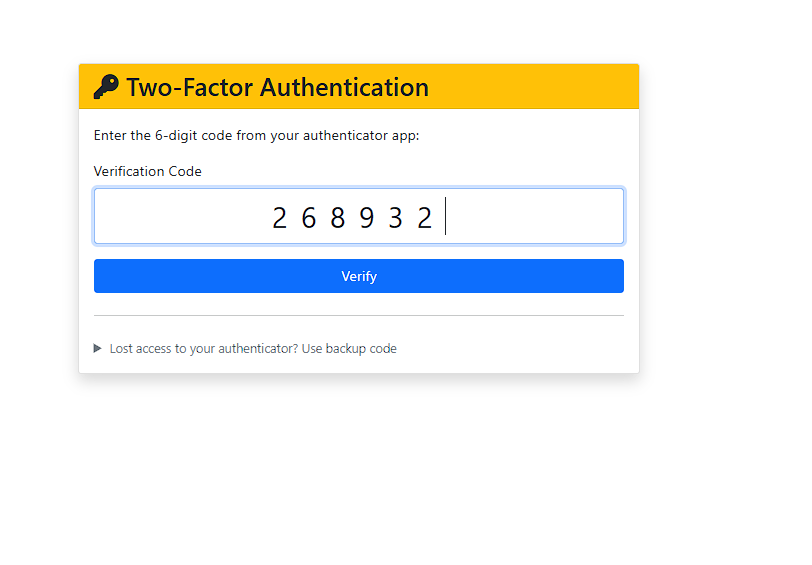 Two-Factor Authentication
Enter the 6-digit code from your authenticator app:
Verification Code
268932
Verify
Lost access to your authenticator? Use backup code